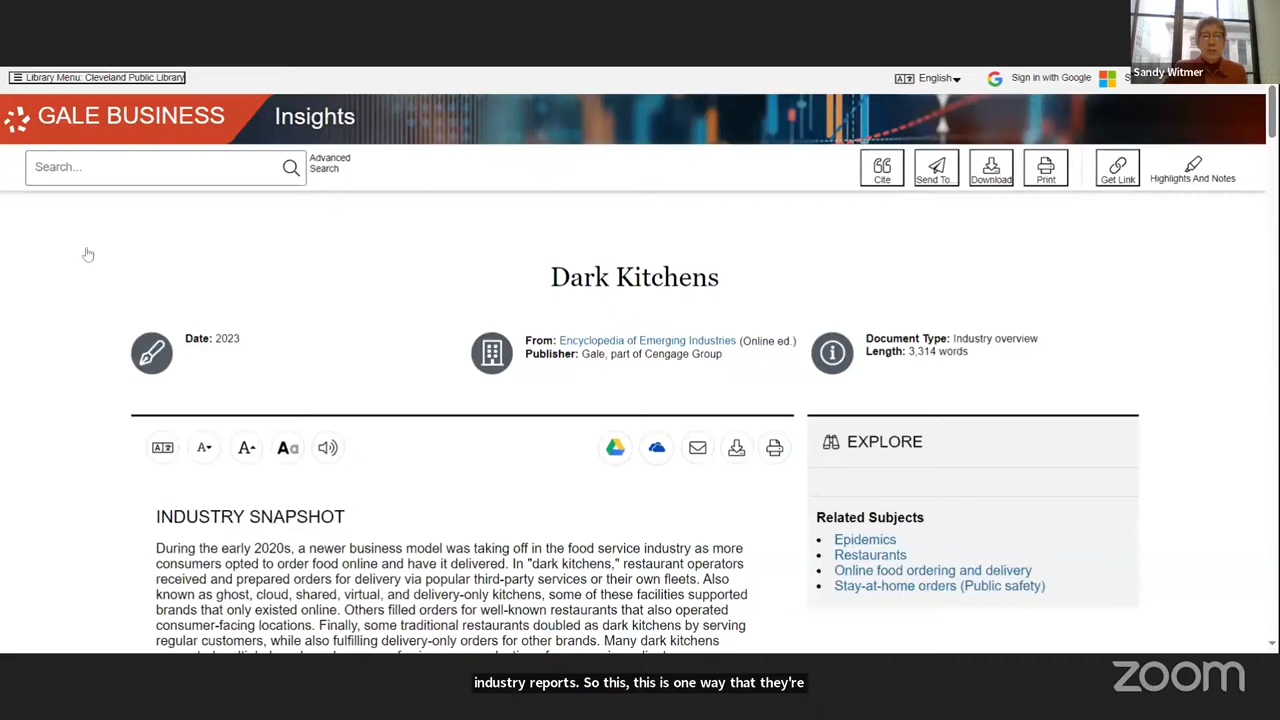 Sandy Witmer
Library Menu: Cleveland Public Library
English
Sign in with Google
GALE BUSINESS Insights
Search...
Advanced
Search
Cite
Send To...
Download
Print
Get Link
Highlights And Notes
Dark Kitchens
Date: 2023
From: Encyclopedia of Emerging Industries (Online ed.)
Publisher: Gale, part of Cengage Group
Document Type: Industry overview
Length: 3,314 words
EXPLORE
INDUSTRY SNAPSHOT
During the early 2020s, a newer business model was taking off in the food service industry as more
consumers opted to order food online and have it delivered. In "dark kitchens," restaurant operators
received and prepared orders for delivery via popular third-party services or their own fleets. Also
known as ghost, cloud, shared, virtual, and delivery-only kitchens, some of these facilities supported
brands that only existed online. Others filled orders for well-known restaurants that also operated
consumer-facing locations. Finally, some traditional restaurants doubled as dark kitchens by serving
regular customers, while also fulfilling delivery-only orders for other brands. Many dark kitchens
Related Subjects
• Epidemics
• Restaurants
• Online food ordering and delivery
• Stay-at-home orders (Public safety)
industry reports. So this, this is one way that they're
zoom